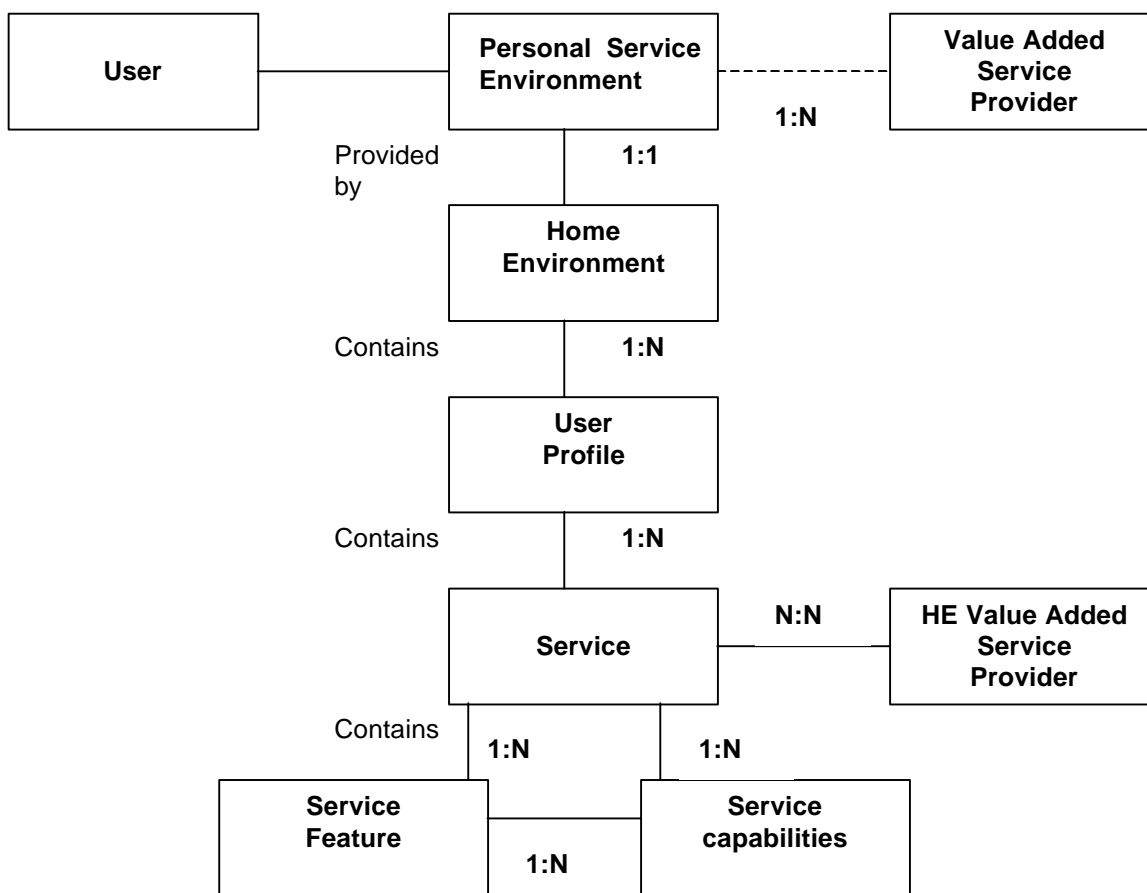 User
Personal Service
Environment
Value Added
Service
Provider
1:N
Provided
by
1:1
Home
Environment
Contains
1:N
User
Profile
Contains
1:N
Service
N:N
HE Value Added
Service
Provider
Contains
1:N
1:N
Service
Feature
Service
capabilities
1:N